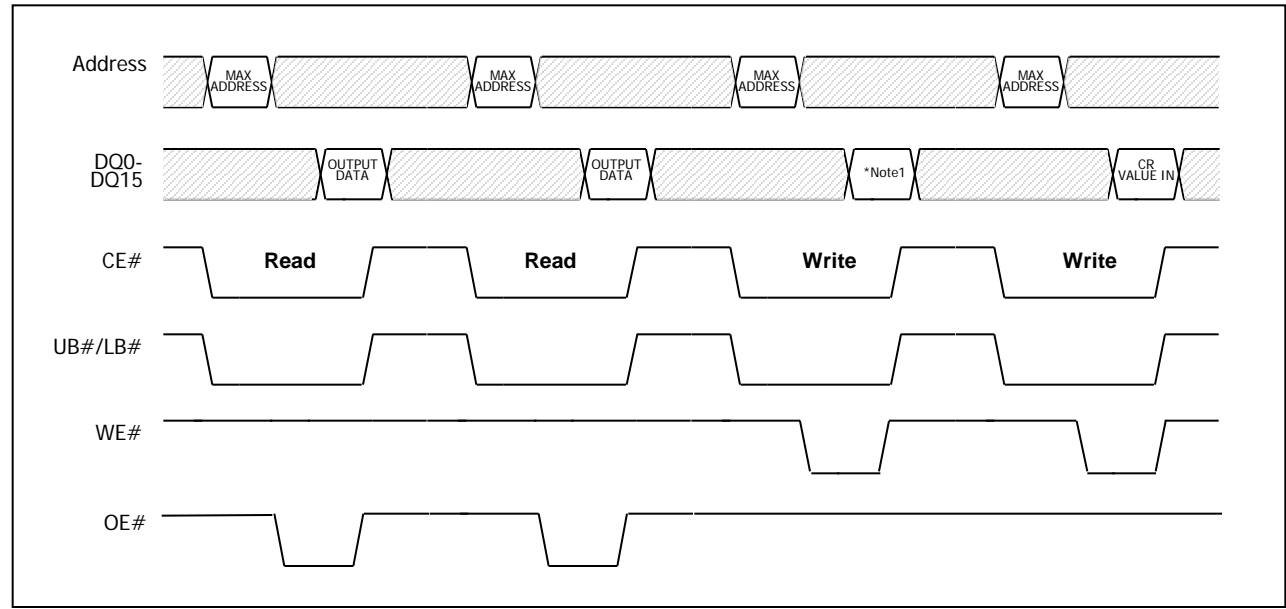 Address
MAX
ADDRESS
MAX
ADDRESS
MAX
ADDRESS
MAX
ADDRESS
DQ0-
DQ15
OUTPUT
DATA
OUTPUT
DATA
*Note1
CR
VALUE IN
CE#
Read
Read
Write
Write
UB#/LB#
WE#
OE#